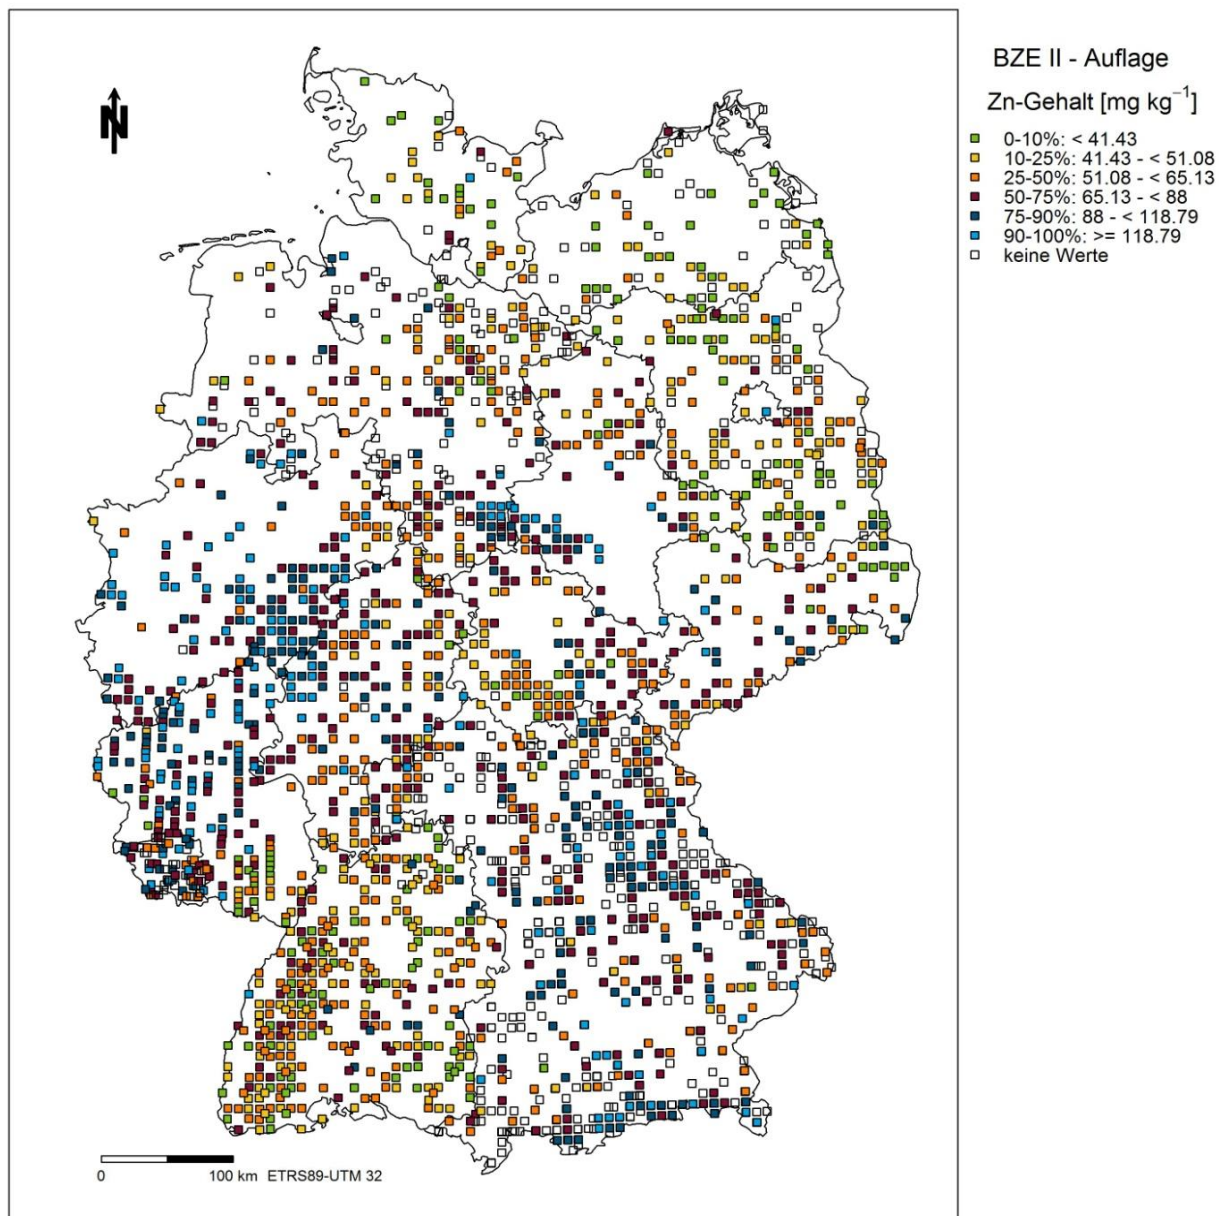 BZE II - Auflage
Zn-Gehalt [mg kg⁻¹]
0-10%: < 41.43
10-25%: 41.43 - < 51.08
25-50%: 51.08 - < 65.13
50-75%: 65.13 - < 88
75-90%: 88 - < 118.79
90-100%: >= 118.79
keine Werte
N
0 100 km ETRS89-UTM 32